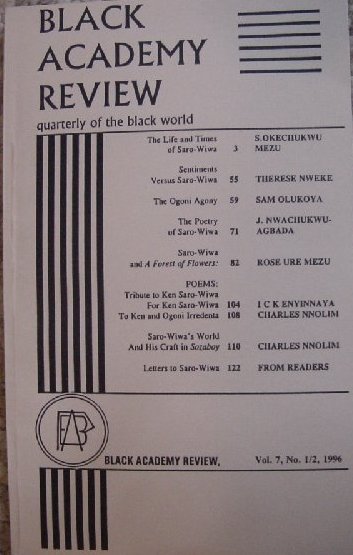 BLACK
ACADEMY
REVIEW
quarterly of the black world
The Life and Times S.OKECHUKWU
of Saro-Wiwa 3 MEZU
Sentiments
Versus Saro-Wiwa 55 THERESE NWEKE
The Ogoni Agony 59 SAM OLUKOYA
The Poetry J. NWACHUKWU-
of Saro-Wiwa 71 AGBADA
Saro-Wiwa
and A Forest of Flowers: 82 ROSE URE MEZU
POEMS:
Tribute to Ken Saro-Wiwa
For Ken Saro-Wiwa 104 I C K ENYINNAYA
To Ken and Ogoni Irredenta 108 CHARLES NNOLIM
Saro-Wiwa's World
And His Craft in Sozaboy 110 CHARLES NNOLIM
Letters to Saro-Wiwa 122 FROM READERS
BAR
BLACK ACADEMY REVIEW, Vol. 7, No. 1/2, 1996